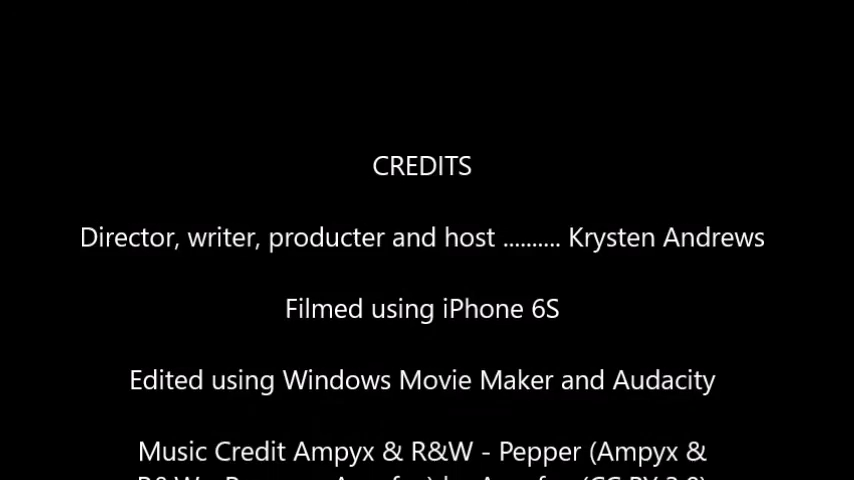 CREDITS
Director, writer, producter and host .......... Krysten Andrews
Filmed using iPhone 6S
Edited using Windows Movie Maker and Audacity
Music Credit Ampyx & R&W - Pepper (Ampyx &